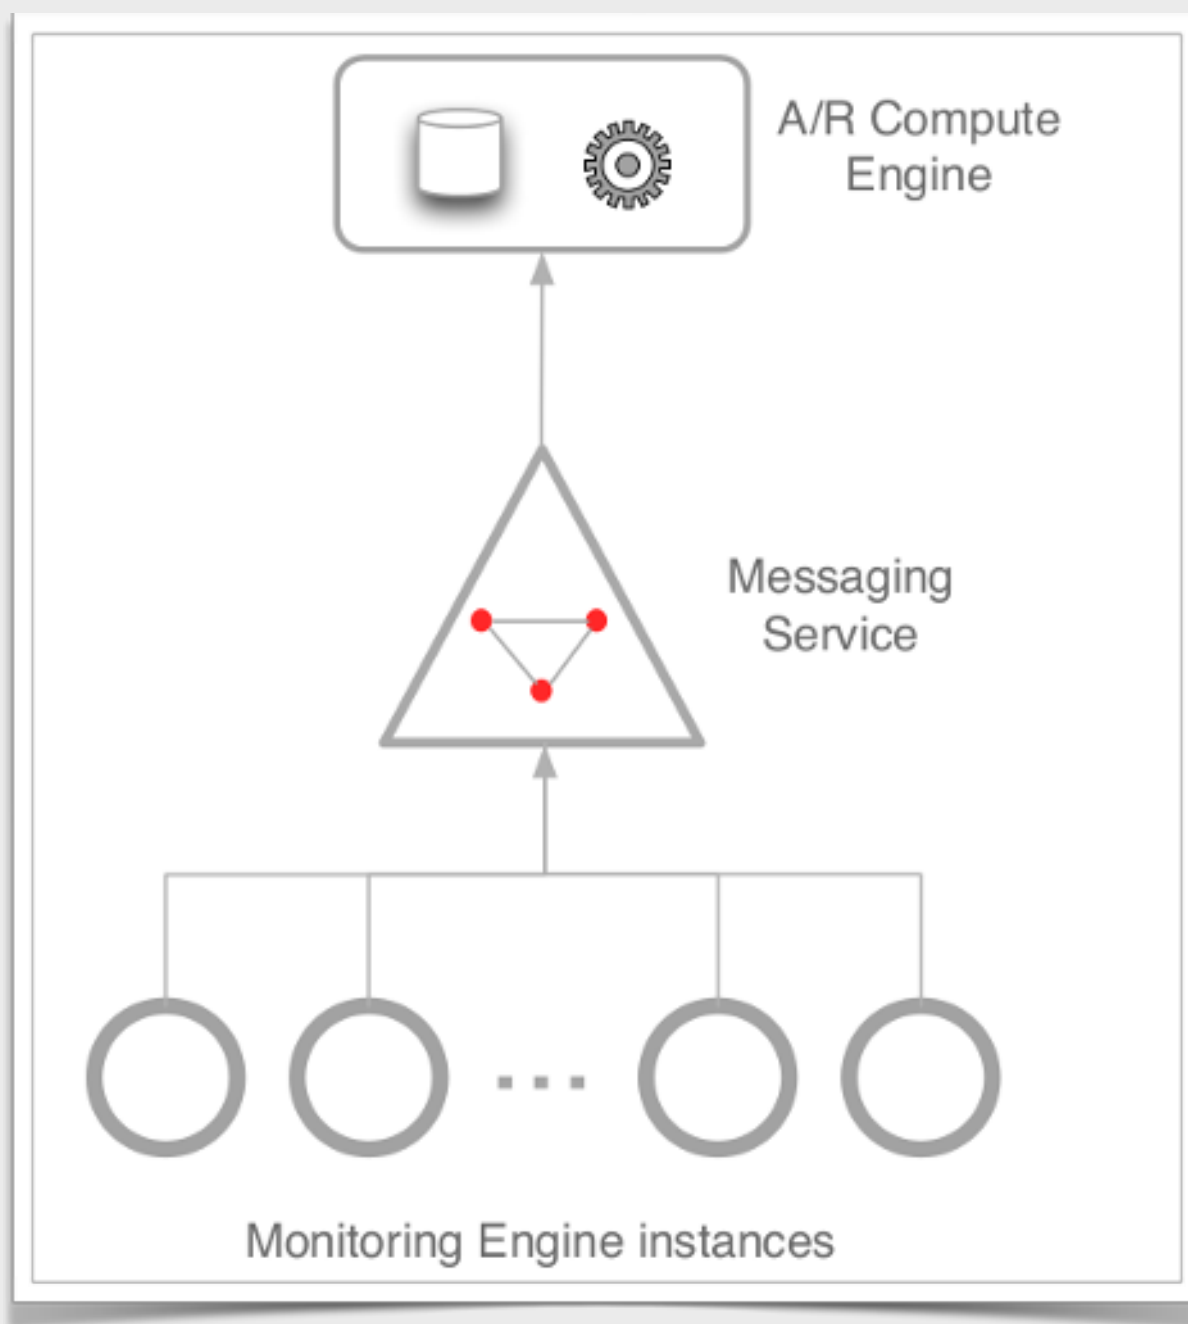 A/R Compute
Engine
Messaging
Service
Monitoring Engine instances